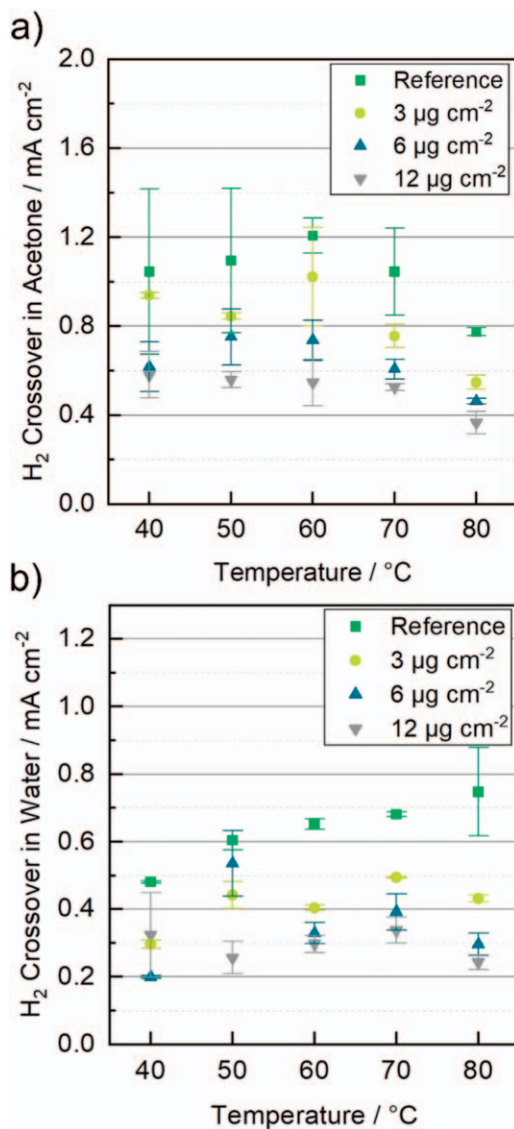 a)
H₂ Crossover in Acetone / mA cm⁻²
2.0
1.6
1.2
0.8
0.4
0.0
Reference
3 µg cm⁻²
6 µg cm⁻²
12 µg cm⁻²
40 50 60 70 80
Temperature / °C
b)
H₂ Crossover in Water / mA cm⁻²
1.2
1.0
0.8
0.6
0.4
0.2
0.0
Reference
3 µg cm⁻²
6 µg cm⁻²
12 µg cm⁻²
40 50 60 70 80
Temperature / °C